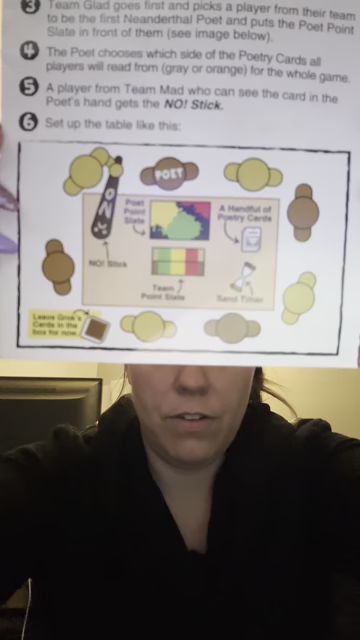 3 Team Glad goes first and picks a player from their team
to be the first Neanderthal Poet and puts the Poet Point
Slate in front of them (see image below).
4 The Poet chooses which side of the Poetry Cards all
players will read from (gray or orange) for the whole game.
5 A player from Team Mad who can see the card in the
Poet's hand gets the NO! Stick.
6 Set up the table like this:
POET
NO
Poet
Point
Slate
A Handful of
Poetry Cards
NO! Stick
Team
Point Slate
Sand Timer
Leave Grok's
Cards in the
box for now.